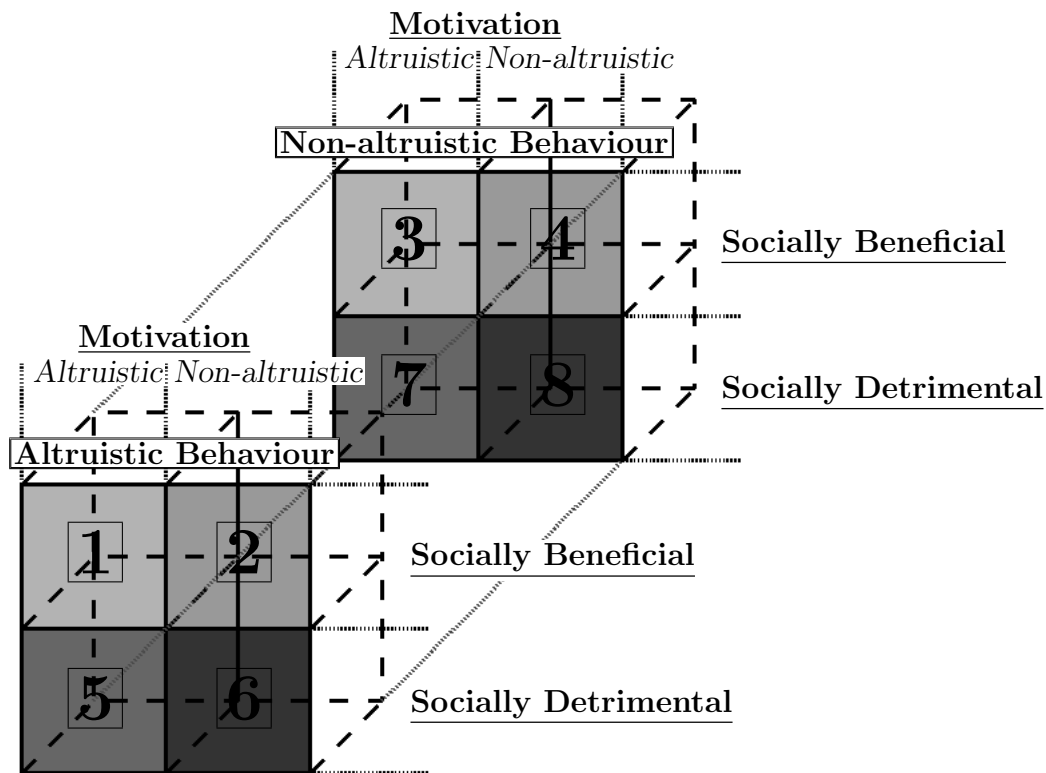 Motivation
Altruistic Non-altruistic
Non-altruistic Behaviour
3 4 Socially Beneficial
7 8 Socially Detrimental
Motivation
Altruistic Non-altruistic
Altruistic Behaviour
1 2 Socially Beneficial
5 6 Socially Detrimental